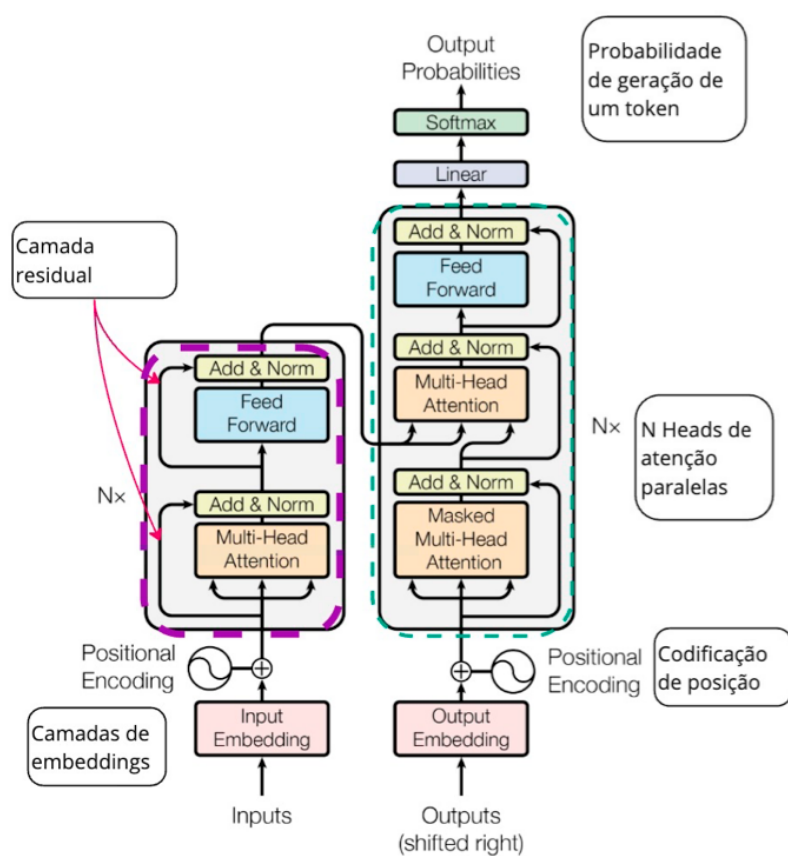 Output
Probabilities
Probabilidade
de geração de
um token
Softmax
Linear
Add & Norm
Feed
Forward
Add & Norm
Multi-Head
Attention
Nx
N Heads de
atenção
paralelas
Add & Norm
Masked
Multi-Head
Attention
Camada
residual
Add & Norm
Feed
Forward
Nx
Add & Norm
Multi-Head
Attention
Positional
Encoding
Positional
Encoding
Codificação
de posição
Camadas de
embeddings
Input
Embedding
Output
Embedding
Inputs
Outputs
(shifted right)